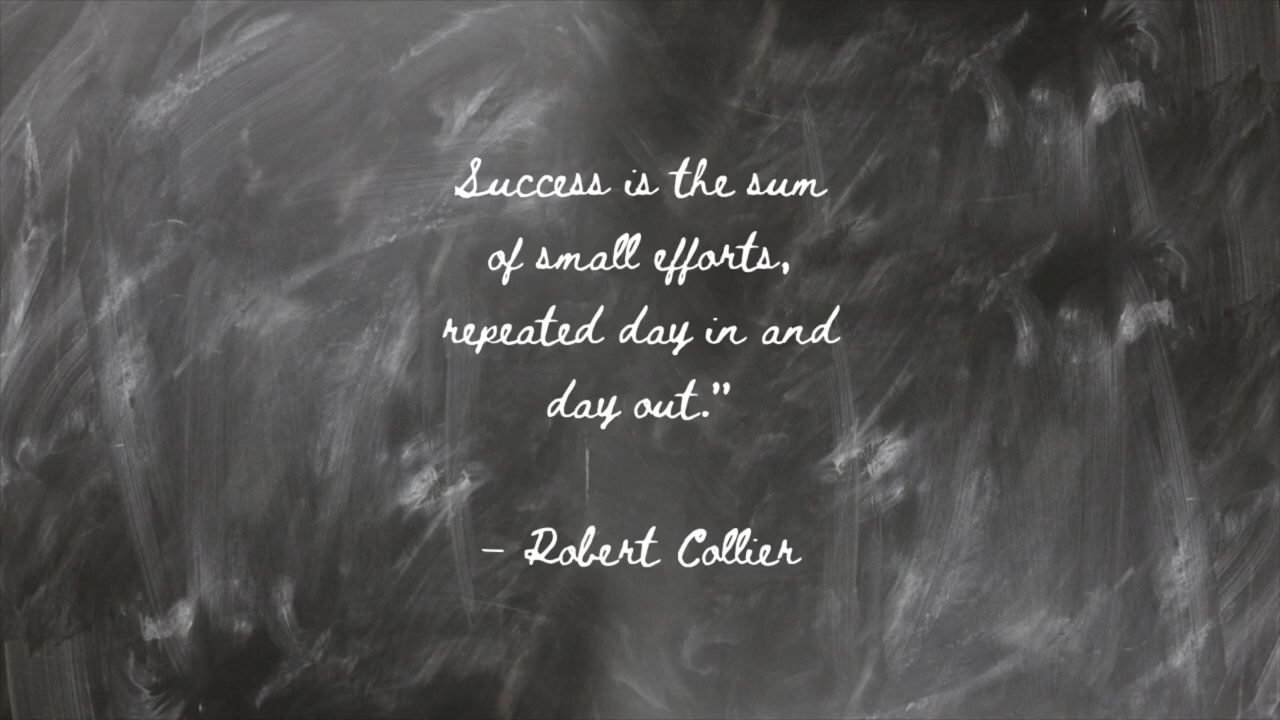 Success is the sum
of small efforts,
repeated day in and
day out.”
– Robert Collier